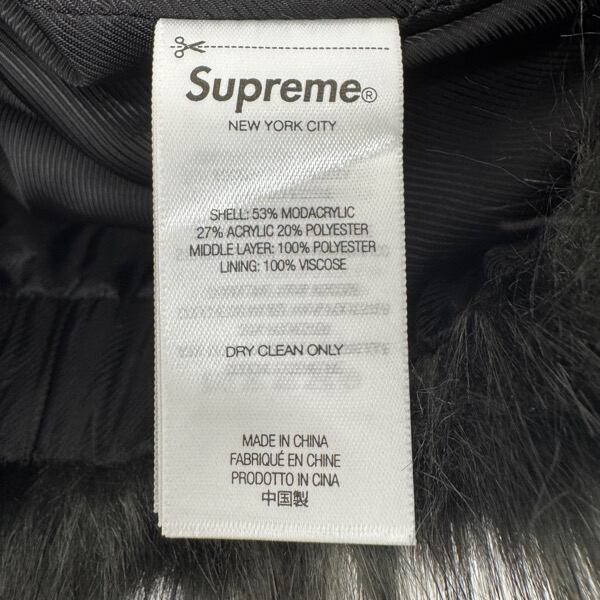 Supreme®
NEW YORK CITY
SHELL: 53% MODACRYLIC
27% ACRYLIC 20% POLYESTER
MIDDLE LAYER: 100% POLYESTER
LINING: 100% VISCOSE
DRY CLEAN ONLY
MADE IN CHINA
FABRIQUÉ EN CHINE
PRODOTTO IN CINA
中国製